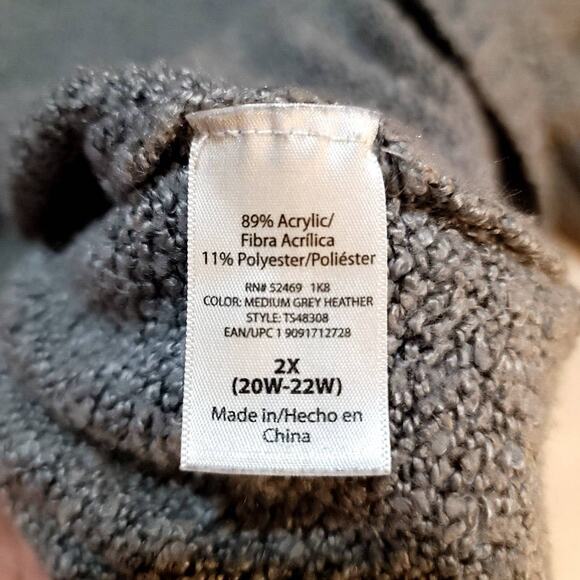 89% Acrylic/
Fibra Acrílica
11% Polyester/Poliéster
RN# 52469 1K8
COLOR: MEDIUM GREY HEATHER
STYLE: TS48308
EAN/UPC 1 9091712728
2X
(20W-22W)
Made in/Hecho en
China